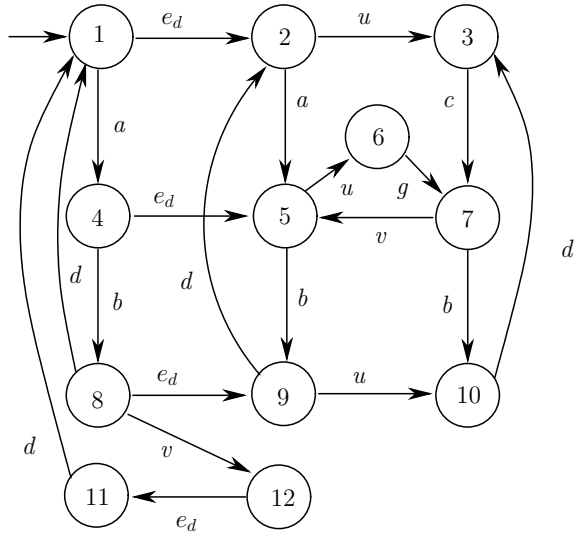 1 e_d 2 u 3
a a c
6
u g
4 e_d 5 v 7
d b d b b d
8 e_d 9 u 10
d v
11 e_d 12